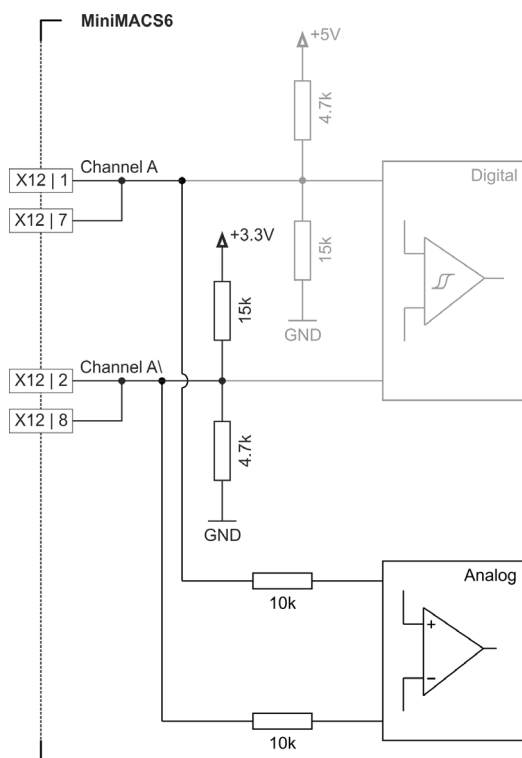 MiniMACS6
+5V
4.7k
Channel A
X12 | 1
Digital
X12 | 7
+3.3V
15k
15k
GND
Channel A\
X12 | 2
X12 | 8
4.7k
GND
Analog
10k
+
-
10k